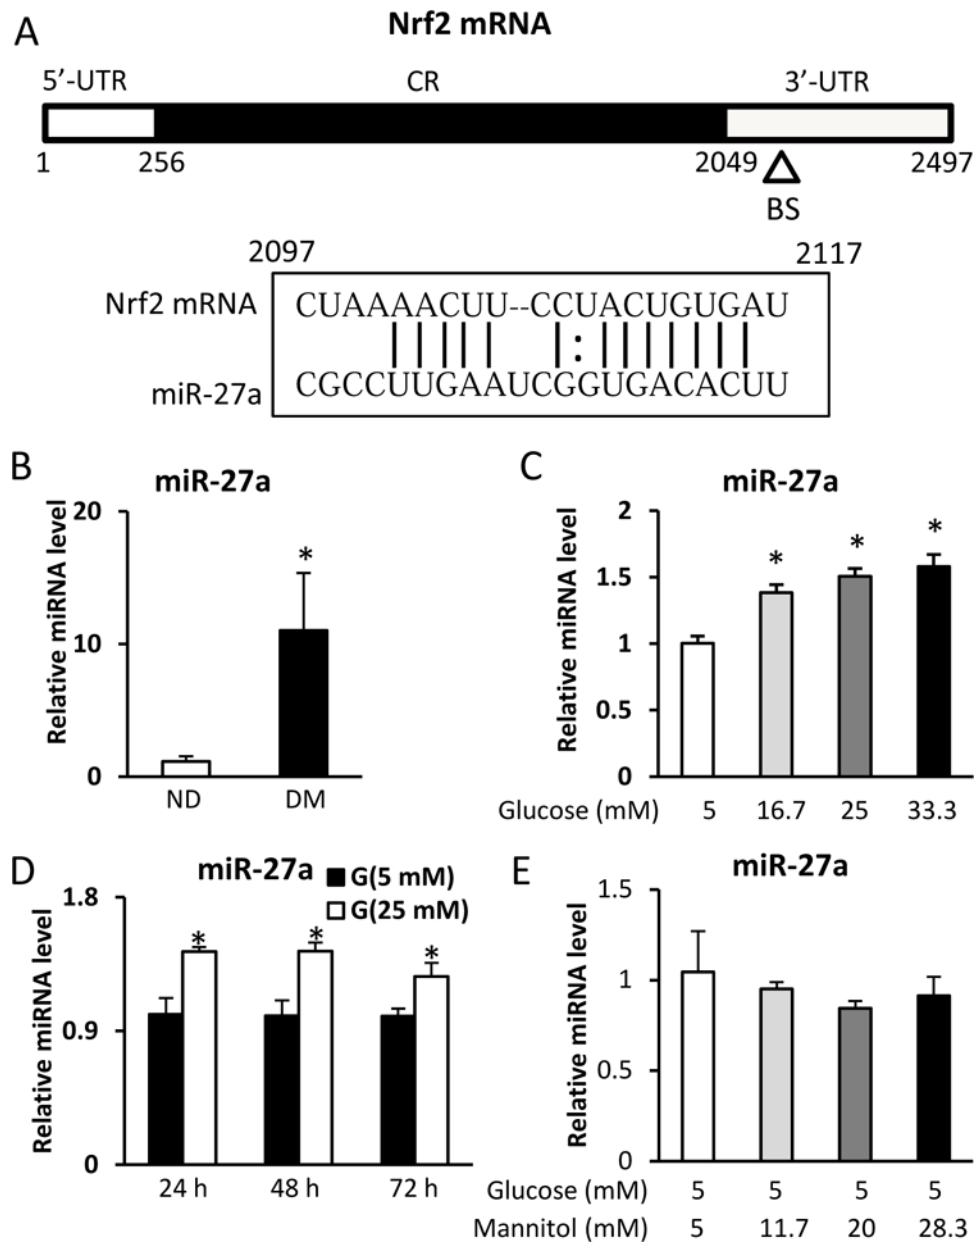 A
Nrf2 mRNA
5’-UTR CR 3’-UTR
1 256 2049 2497
BS
2097 2117
Nrf2 mRNA CUAAAACUU--CCUACUGUGAU
miR-27a CGCCUUGAAUCGGUGACACUU
B
miR-27a
Relative miRNA level
20
10
0
*
ND DM
C
miR-27a
Relative miRNA level
2
1.5
1
0.5
0
* * *
Glucose (mM) 5 16.7 25 33.3
D
miR-27a
G(5 mM)
G(25 mM)
Relative miRNA level
1.8
0.9
0
* * *
24 h 48 h 72 h
E
miR-27a
Relative miRNA level
1.5
1
0.5
0
Glucose (mM) 5 5 5 5
Mannitol (mM) 5 11.7 20 28.3